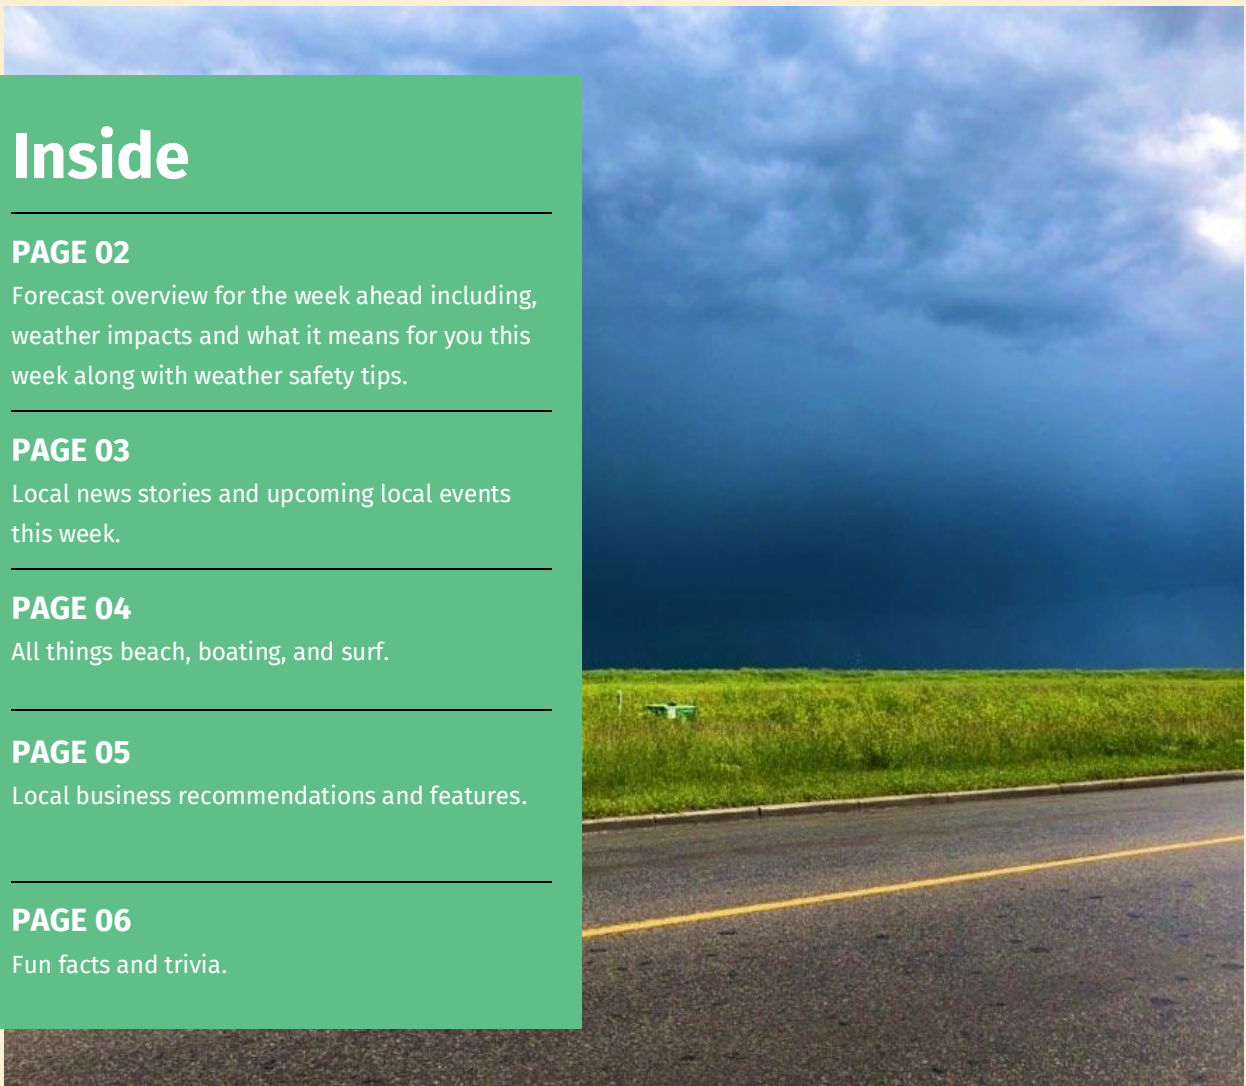 Inside
PAGE 02
Forecast overview for the week ahead including,
weather impacts and what it means for you this
week along with weather safety tips.
PAGE 03
Local news stories and upcoming local events
this week.
PAGE 04
All things beach, boating, and surf.
PAGE 05
Local business recommendations and features.
PAGE 06
Fun facts and trivia.